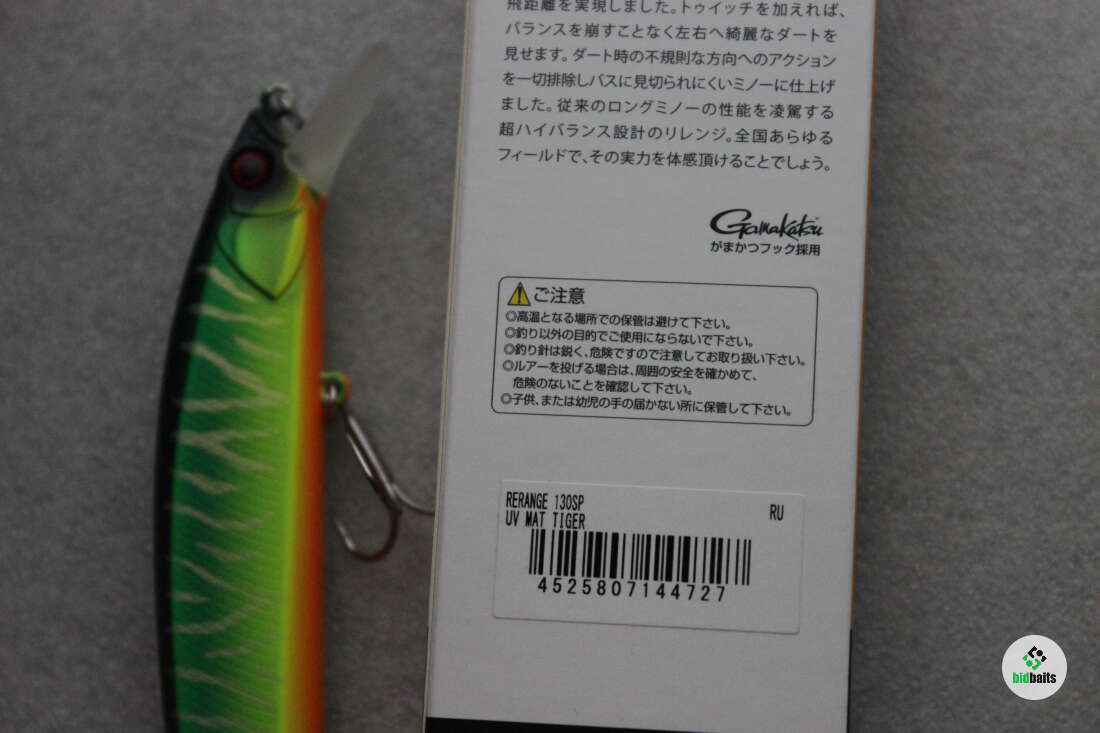 飛距離を実現しました。トゥイッチを加えれば、
バランスを崩すことなく左右へ綺麗なダートを
見せます。ダート時の不規則な方向へのアクション
を一切排除しバスに見切られにくいミノーに仕上げ
ました。従来のロングミノーの性能を凌駕する
超ハイバランス設計のリレンジ。全国あらゆる
フィールドで、その実力を体感頂けることでしょう。
Gamakatsu
がまかつフック採用
ご注意
◎高温となる場所での保管は避けて下さい。
◎釣り以外の目的でご使用にならないで下さい。
◎釣り針は鋭く、危険ですので注意してお取り扱い下さい。
◎ルアーを投げる場合は、周囲の安全を確かめて、
危険のないことを確認して下さい。
◎子供、または幼児の手の届かない所に保管して下さい。
RERANGE 130SP RU
UV MAT TIGER
4525807144727
bidbaits